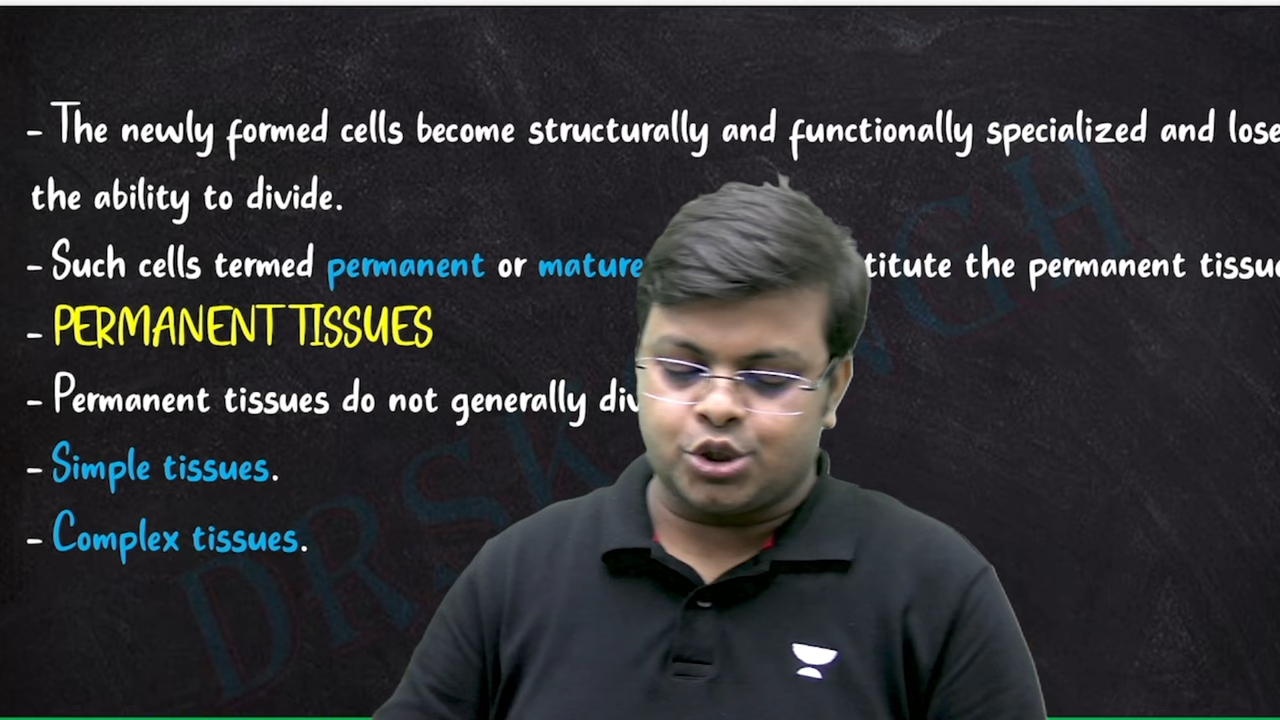 - The newly formed cells become structurally and functionally specialized and lose
the ability to divide.
- Such cells termed permanent or mature titute the permanent tissue
- PERMANENT TISSUES
- Permanent tissues do not generally div
- Simple tissues.
- Complex tissues.